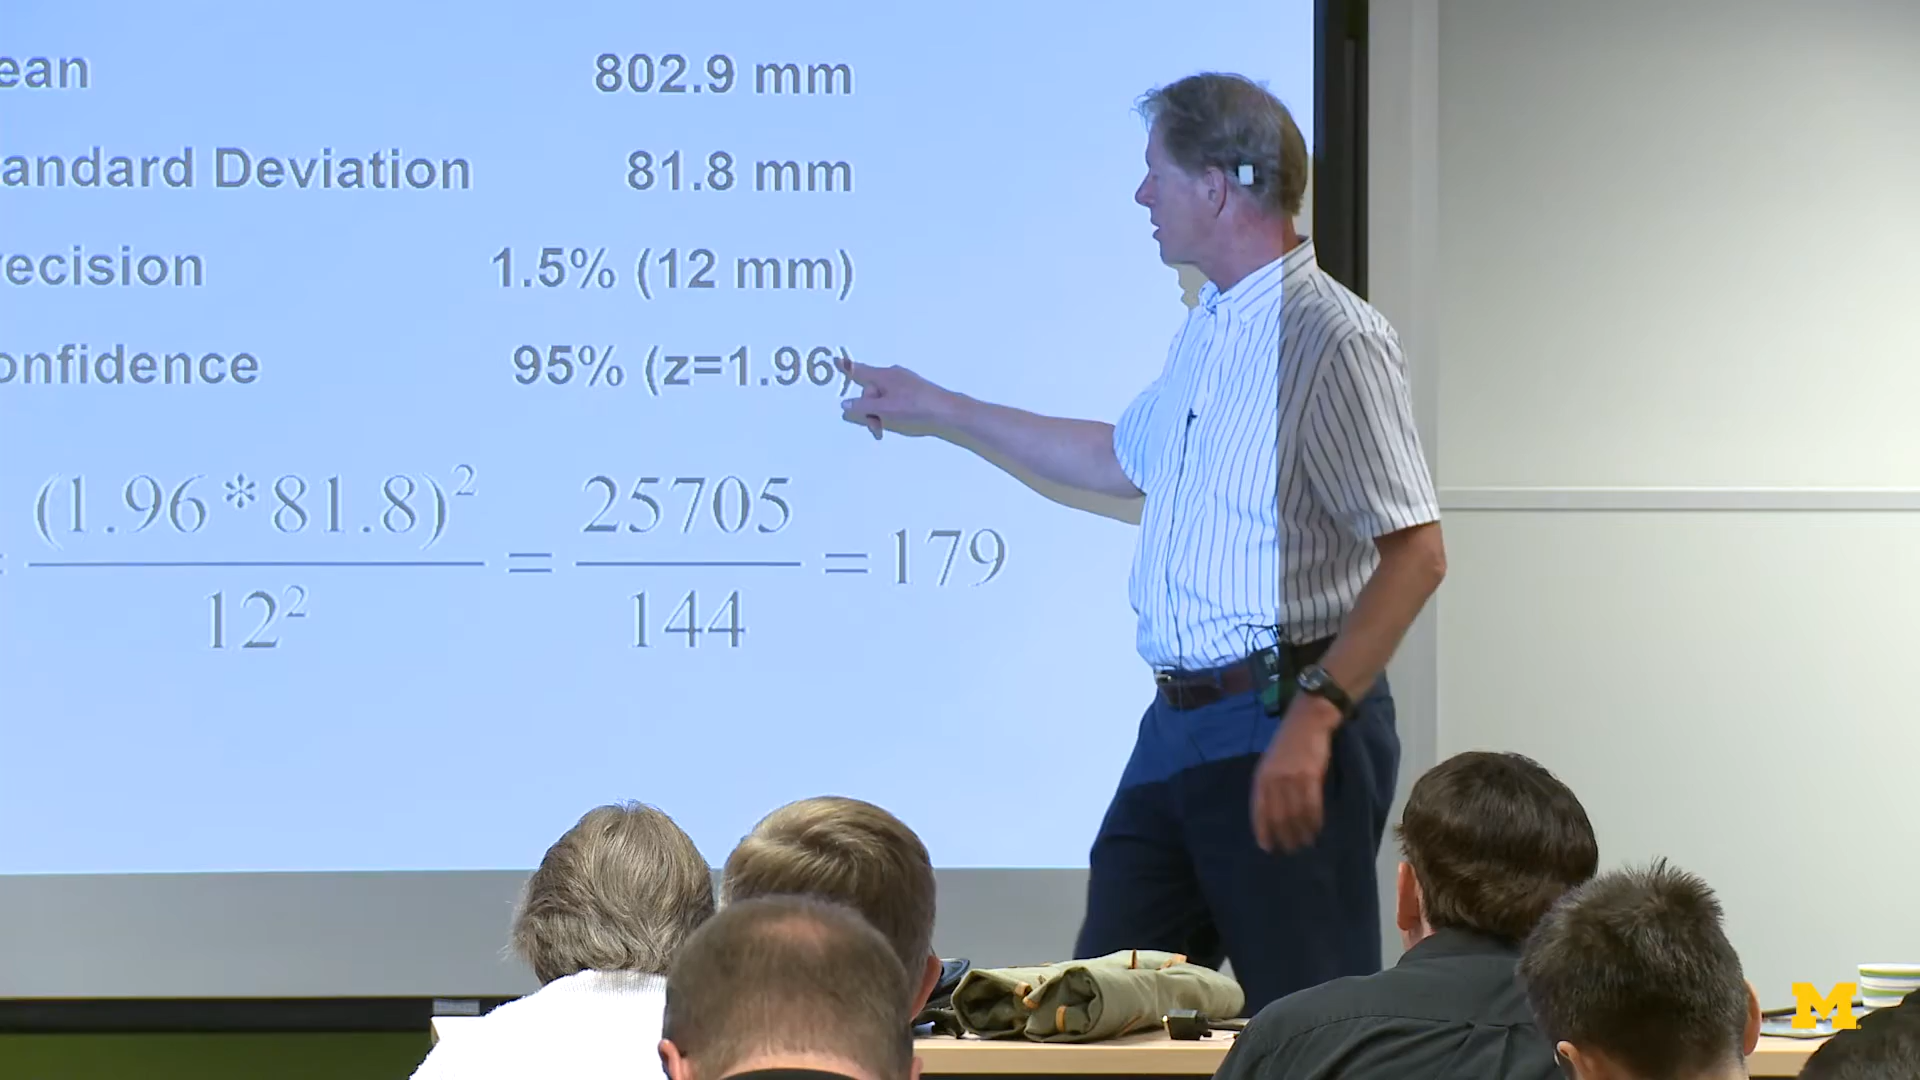 ean 802.9 mm
andard Deviation 81.8 mm
ecision 1.5% (12 mm)
onfidence 95% (z=1.96)
= (1.96*81.8)² / 12² = 25705 / 144 = 179
M